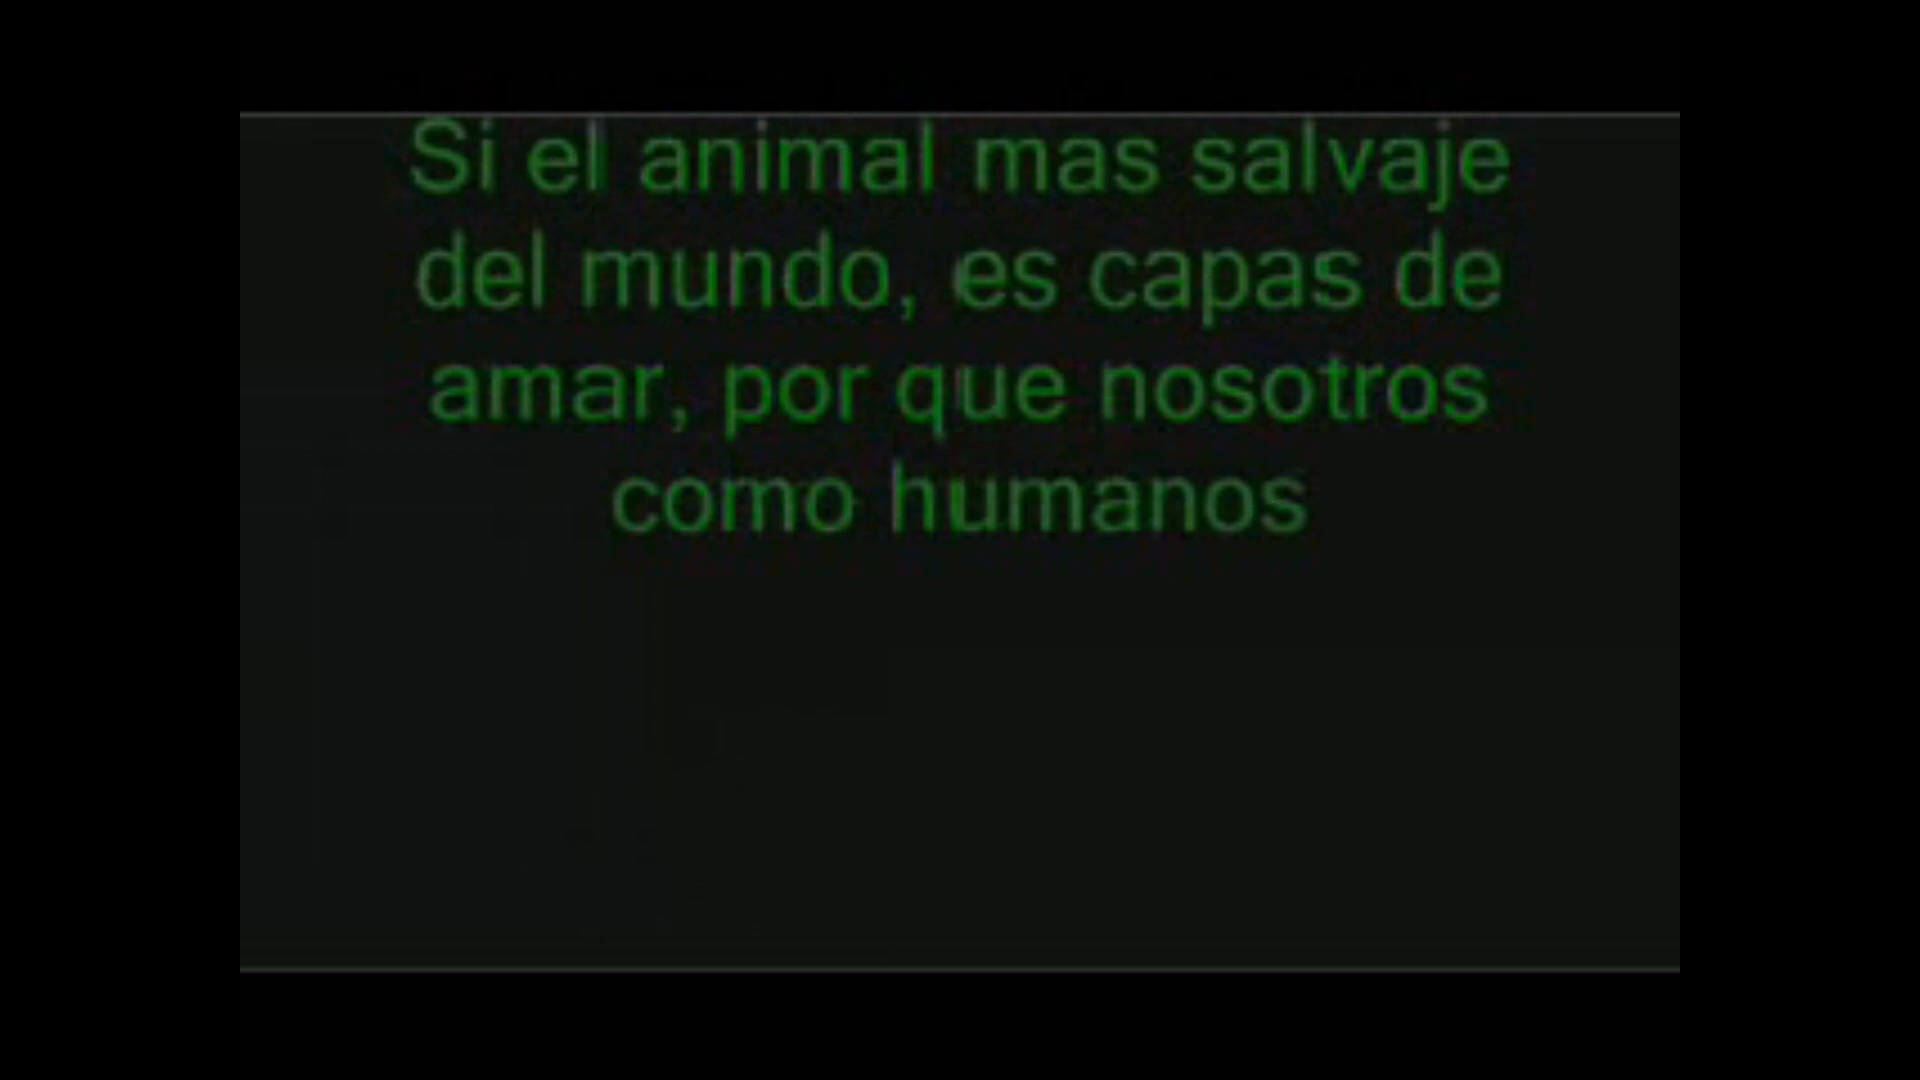 Si el animal mas salvaje
del mundo, es capas de
amar, por que nosotros
como humanos